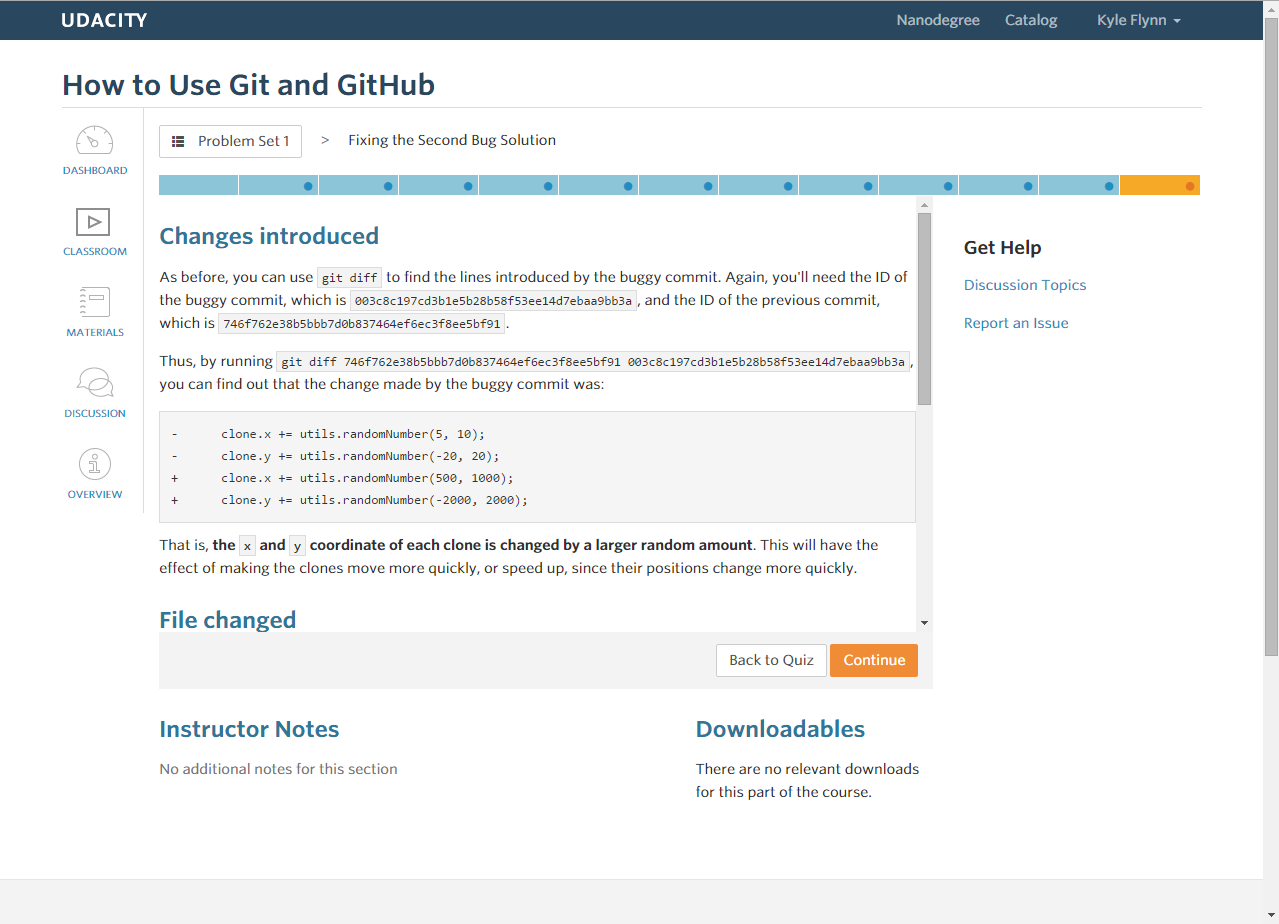 UDACITY
Nanodegree Catalog Kyle Flynn
How to Use Git and GitHub
DASHBOARD
CLASSROOM
MATERIALS
DISCUSSION
OVERVIEW
Problem Set 1 > Fixing the Second Bug Solution
Changes introduced
As before, you can use git diff to find the lines introduced by the buggy commit. Again, you'll need the ID of
the buggy commit, which is 003c8c197cd3b1e5b28b58f53ee14d7ebaa9bb3a, and the ID of the previous commit,
which is 746f762e38b5bbb7d0b837464ef6ec3f8ee5bf91.
Thus, by running git diff 746f762e38b5bbb7d0b837464ef6ec3f8ee5bf91 003c8c197cd3b1e5b28b58f53ee14d7ebaa9bb3a,
you can find out that the change made by the buggy commit was:
- clone.x += utils.randomNumber(5, 10);
- clone.y += utils.randomNumber(-20, 20);
+ clone.x += utils.randomNumber(500, 1000);
+ clone.y += utils.randomNumber(-2000, 2000);
That is, the x and y coordinate of each clone is changed by a larger random amount. This will have the
effect of making the clones move more quickly, or speed up, since their positions change more quickly.
File changed
Back to Quiz Continue
Get Help
Discussion Topics
Report an Issue
Instructor Notes
No additional notes for this section
Downloadables
There are no relevant downloads
for this part of the course.